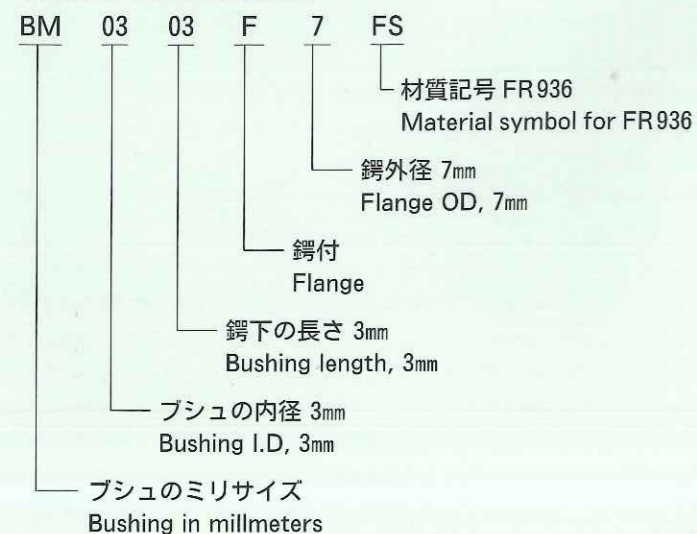 BM 03 03 F 7 FS
材質記号 FR936
Material symbol for FR936
鍔外径 7㎜
Flange OD, 7㎜
鍔付
Flange
鍔下の長さ 3㎜
Bushing length, 3㎜
ブシュの内径 3㎜
Bushing I.D, 3㎜
ブシュのミリサイズ
Bushing in millmeters